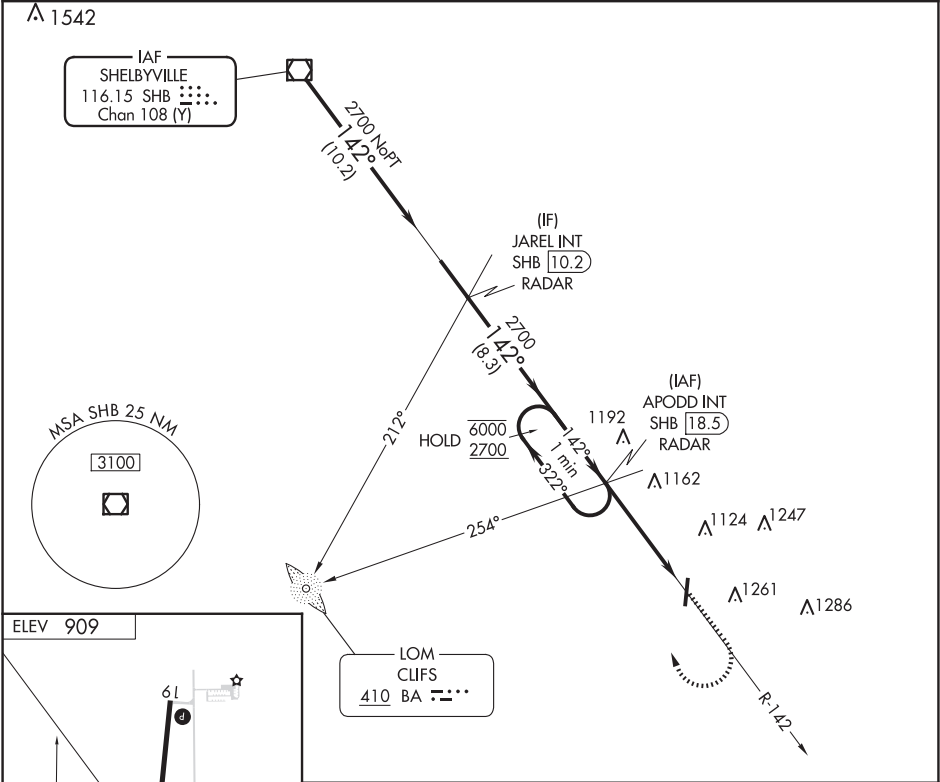 1542
IAF
SHELBYVILLE
116.15 SHB
Chan 108 (Y)
2700 NoPT
142°
(10.2)
(IF)
JAREL INT
SHB 10.2
RADAR
2700
142°
(8.3)
(IAF)
APODD INT
SHB 18.5
RADAR
1192
HOLD
6000
2700
142°
1 min
322°
212°
254°
1162
1124
1247
1261
1286
MSA SHB 25 NM
3100
LOM
CLIFS
410 BA
R-142
ELEV 909
19
P